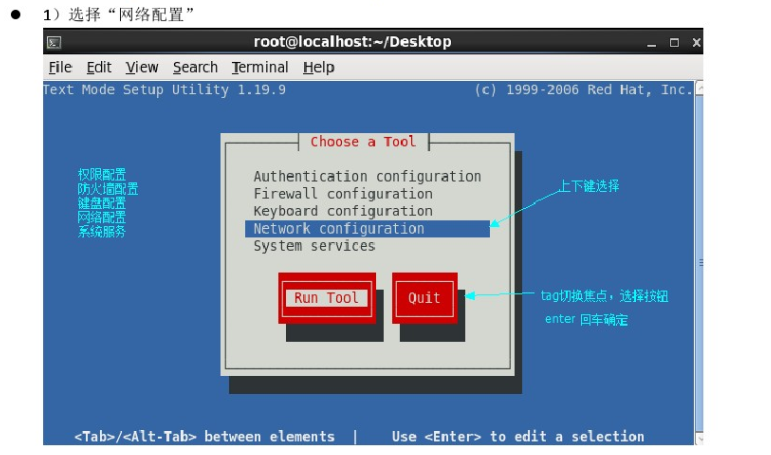 ● 1）选择“网络配置”
root@localhost:~/Desktop
File Edit View Search Terminal Help
Text Mode Setup Utility 1.19.9 (c) 1999-2006 Red Hat, Inc.
Choose a Tool
权限配置
防火墙配置
键盘配置
网络配置
系统服务
Authentication configuration
Firewall configuration
Keyboard configuration
Network configuration
System services
上下键选择
Run Tool Quit
tag切换焦点，选择按钮
enter 回车确定
<Tab>/<Alt-Tab> between elements | Use <Enter> to edit a selection